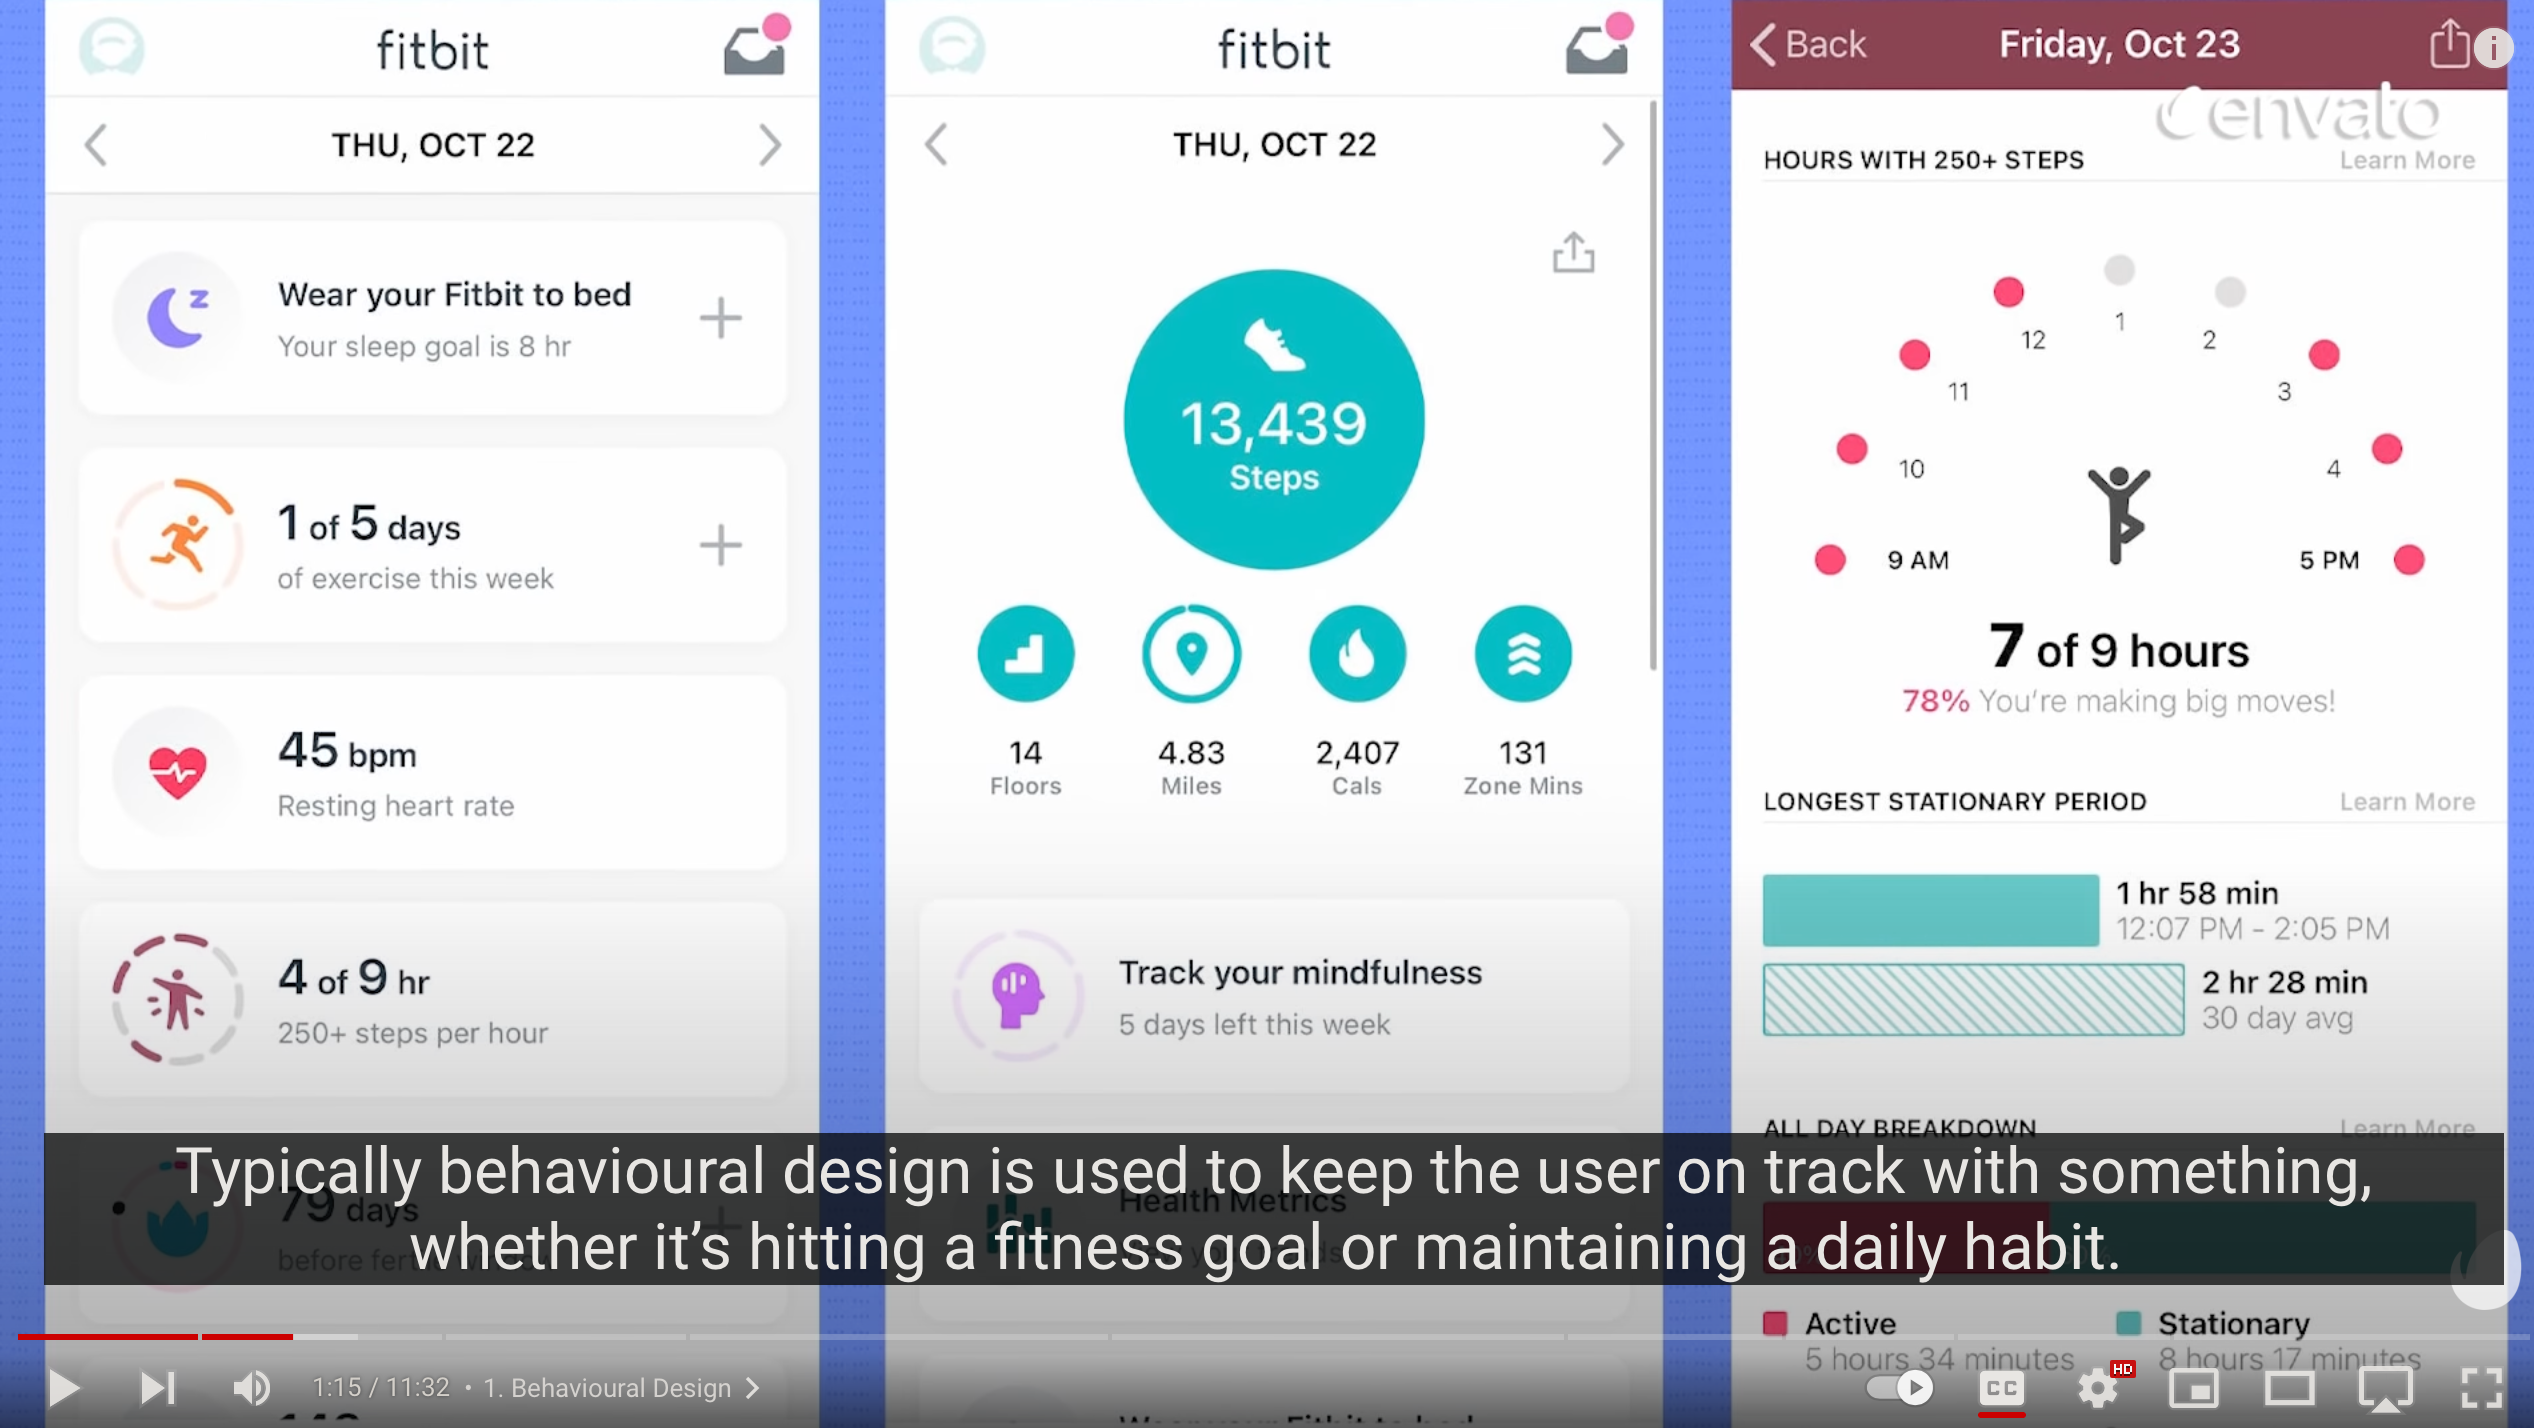 fitbit
THU, OCT 22
Wear your Fitbit to bed
Your sleep goal is 8 hr
1 of 5 days
of exercise this week
45 bpm
Resting heart rate
4 of 9 hr
250+ steps per hour
79 days
fitbit
THU, OCT 22
13,439
Steps
14
Floors
4.83
Miles
2,407
Cals
131
Zone Mins
Track your mindfulness
5 days left this week
Health Metrics
Back
Friday, Oct 23
i
envato
HOURS WITH 250+ STEPS
Learn More
9 AM
10
11
12
1
2
3
4
5 PM
7 of 9 hours
78% You're making big moves!
LONGEST STATIONARY PERIOD
Learn More
1 hr 58 min
12:07 PM - 2:05 PM
2 hr 28 min
30 day avg
ALL DAY BREAKDOWN
Learn More
Active
5 hours 34 minutes
Stationary
8 hours 17 minutes
Typically behavioural design is used to keep the user on track with something,
whether it’s hitting a fitness goal or maintaining a daily habit.
1:15 / 11:32 • 1. Behavioural Design
CC
HD